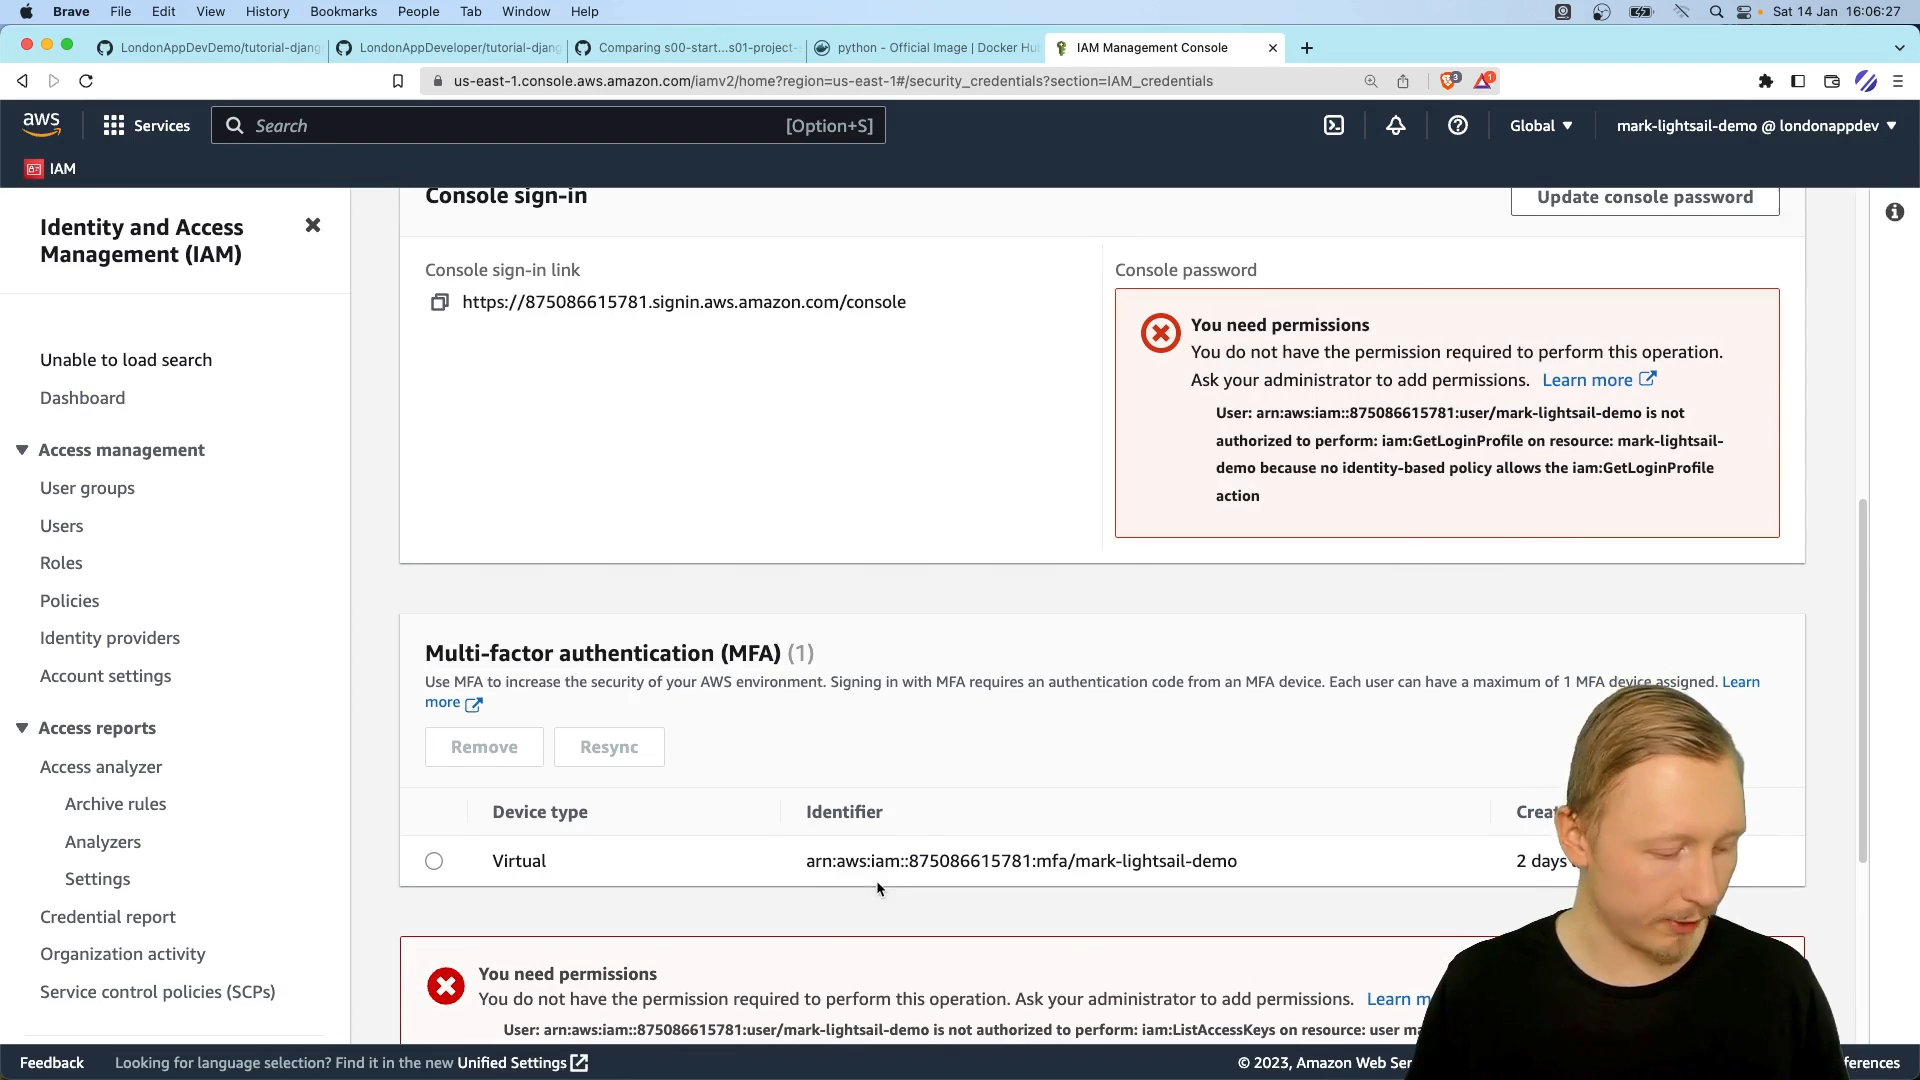 Brave File Edit View History Bookmarks People Tab Window Help Sat 14 Jan 16:06:27
LondonAppDevDemo/tutorial-djang LondonAppDeveloper/tutorial-djang Comparing s00-start...s01-project- python - Official Image | Docker Hu IAM Management Console
us-east-1.console.aws.amazon.com/iamv2/home?region=us-east-1#/security_credentials?section=IAM_credentials 3 1
aws Services Search [Option+S] Global mark-lightsail-demo @ londonappdev
IAM
Identity and Access
Management (IAM)
Unable to load search
Dashboard
Access management
User groups
Users
Roles
Policies
Identity providers
Account settings
Access reports
Access analyzer
Archive rules
Analyzers
Settings
Credential report
Organization activity
Service control policies (SCPs)
Console sign-in
Update console password
Console sign-in link
https://875086615781.signin.aws.amazon.com/console
Console password
You need permissions
You do not have the permission required to perform this operation.
Ask your administrator to add permissions. Learn more
User: arn:aws:iam::875086615781:user/mark-lightsail-demo is not
authorized to perform: iam:GetLoginProfile on resource: mark-lightsail-
demo because no identity-based policy allows the iam:GetLoginProfile
action
Multi-factor authentication (MFA) (1)
Use MFA to increase the security of your AWS environment. Signing in with MFA requires an authentication code from an MFA device. Each user can have a maximum of 1 MFA device assigned. Learn
more
Remove Resync
Device type Identifier Creat
Virtual arn:aws:iam::875086615781:mfa/mark-lightsail-demo 2 days
You need permissions
You do not have the permission required to perform this operation. Ask your administrator to add permissions. Learn m
User: arn:aws:iam::875086615781:user/mark-lightsail-demo is not authorized to perform: iam:ListAccessKeys on resource: user ma
Feedback Looking for language selection? Find it in the new Unified Settings © 2023, Amazon Web Ser ferences